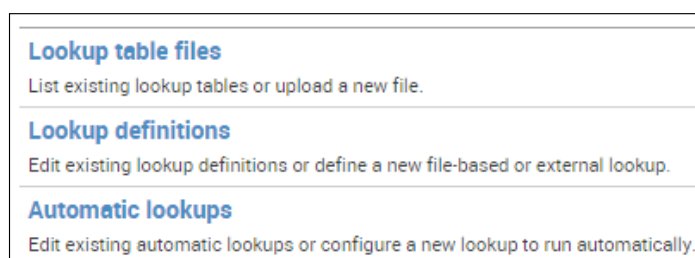 Lookup table files
List existing lookup tables or upload a new file.
Lookup definitions
Edit existing lookup definitions or define a new file-based or external lookup.
Automatic lookups
Edit existing automatic lookups or configure a new lookup to run automatically.